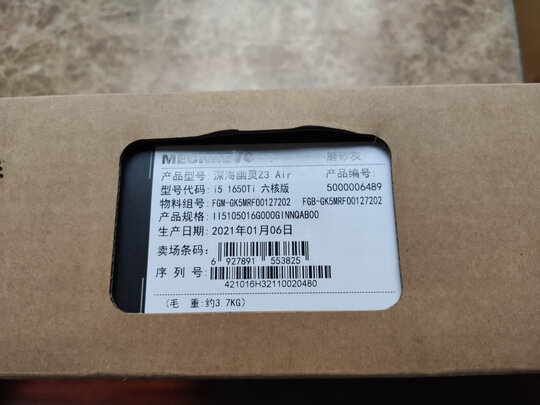 MECHREVO 磨砂灰
产品型号: 深海幽灵Z3 Air 产品编号:
型号代码: i5 1650Ti 六核版 5000006489
物料组号: FGM-GK5MRF00127202 FGB-GK5MRF00127202
产品规格: II5105016G000GINNQAB00
生产日期: 2021年01月06日
卖场条码:
6 927891 553825
序 列 号:
421016H32110020480
(毛 重:约3.7KG)